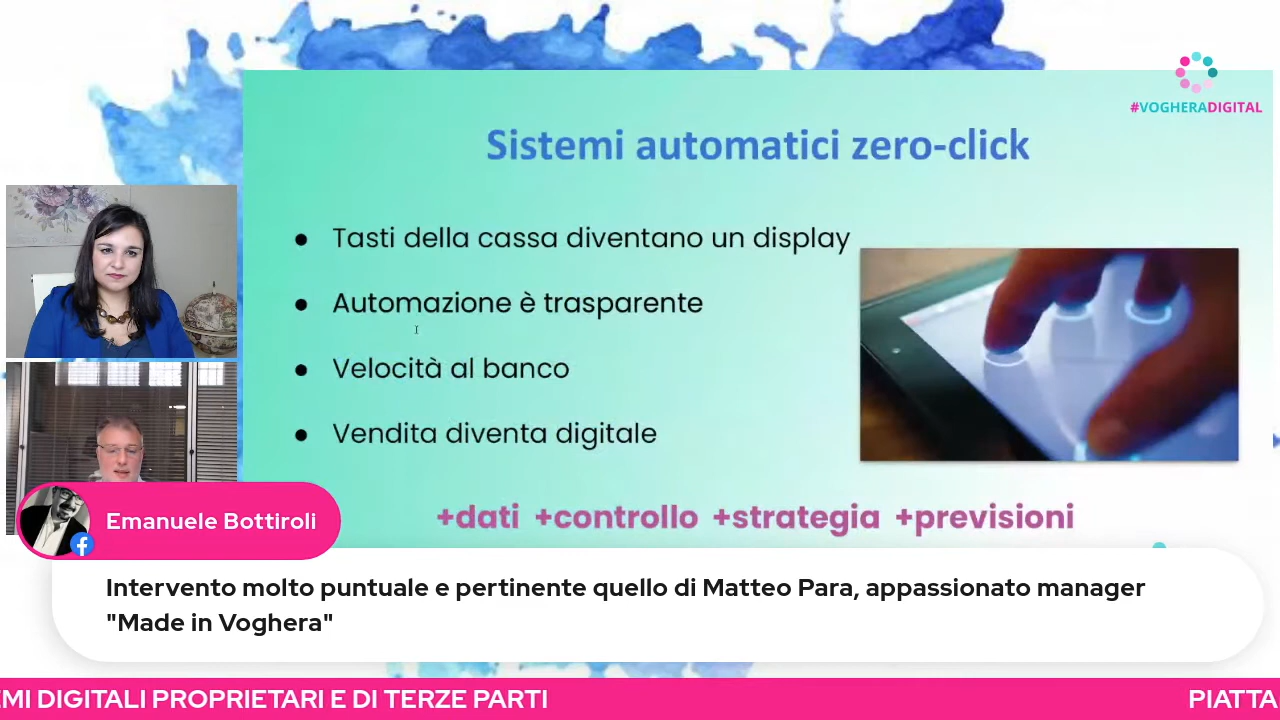 #VOGHERADIGITAL
Sistemi automatici zero-click
● Tasti della cassa diventano un display
● Automazione è trasparente
● Velocità al banco
● Vendita diventa digitale
+dati +controllo +strategia +previsioni
Emanuele Bottiroli
Intervento molto puntuale e pertinente quello di Matteo Para, appassionato manager
"Made in Voghera"
EMI DIGITALI PROPRIETARI E DI TERZE PARTI
PIATTA